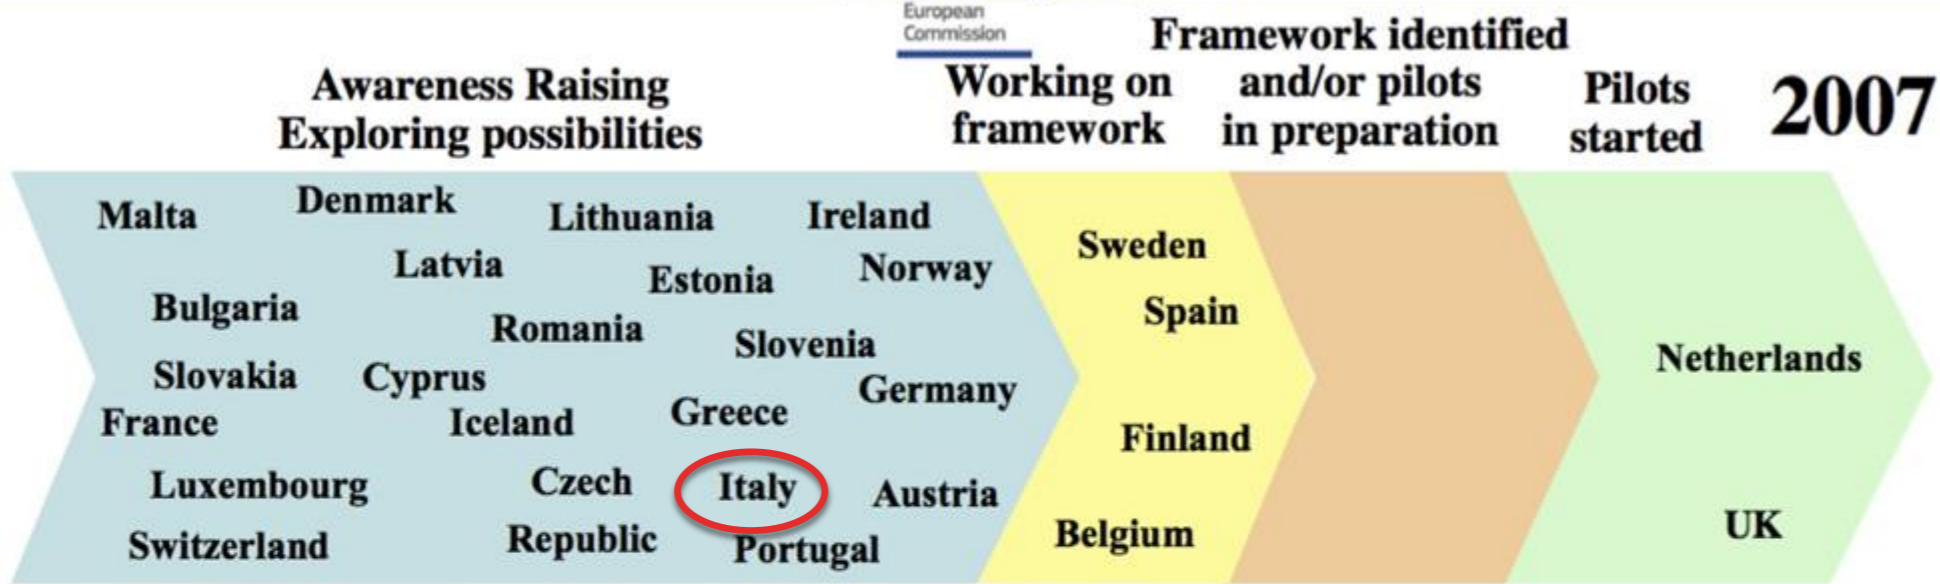 European
Commission
Awareness Raising
Exploring possibilities
Working on
framework
Framework identified
and/or pilots
in preparation
Pilots
started
2007
Malta
Denmark
Lithuania
Ireland
Latvia
Estonia
Norway
Bulgaria
Romania
Slovenia
Slovakia
Cyprus
Germany
France
Iceland
Greece
Luxembourg
Czech
Republic
Italy
Austria
Switzerland
Portugal
Sweden
Spain
Finland
Belgium
Netherlands
UK